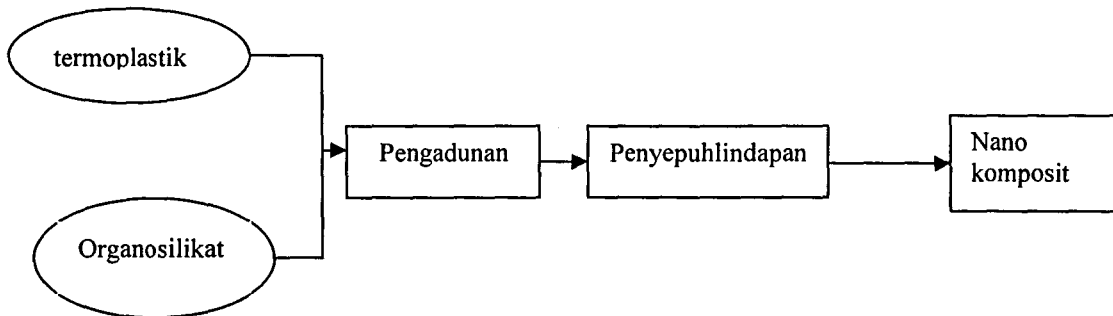 termoplastik
Organosilikat
Pengadunan
Penyepuhlindapan
Nano
komposit